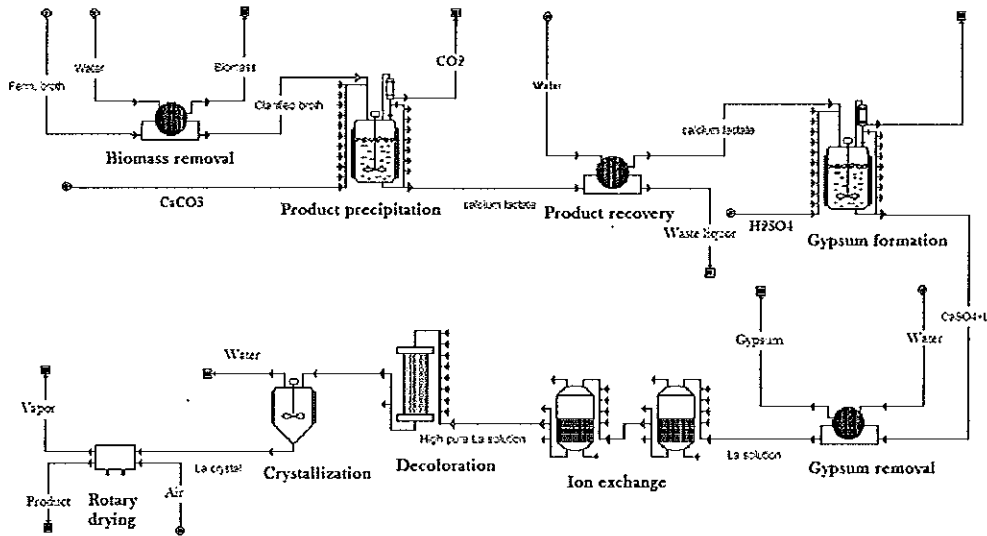 Water
Biomass
CO2
Ferm. broth
Clarified broth
Biomass removal
CaCO3
Product precipitation
calcium lactate
Water
calcium lactate
Product recovery
Waste liquor
H2SO4
Gypsum formation
CaSO4+L
Gypsum
Water
Gypsum removal
La solution
Ion exchange
High pure La solution
Decoloration
Water
Crystallization
La crystal
Vapor
Product
Air
Rotary
drying